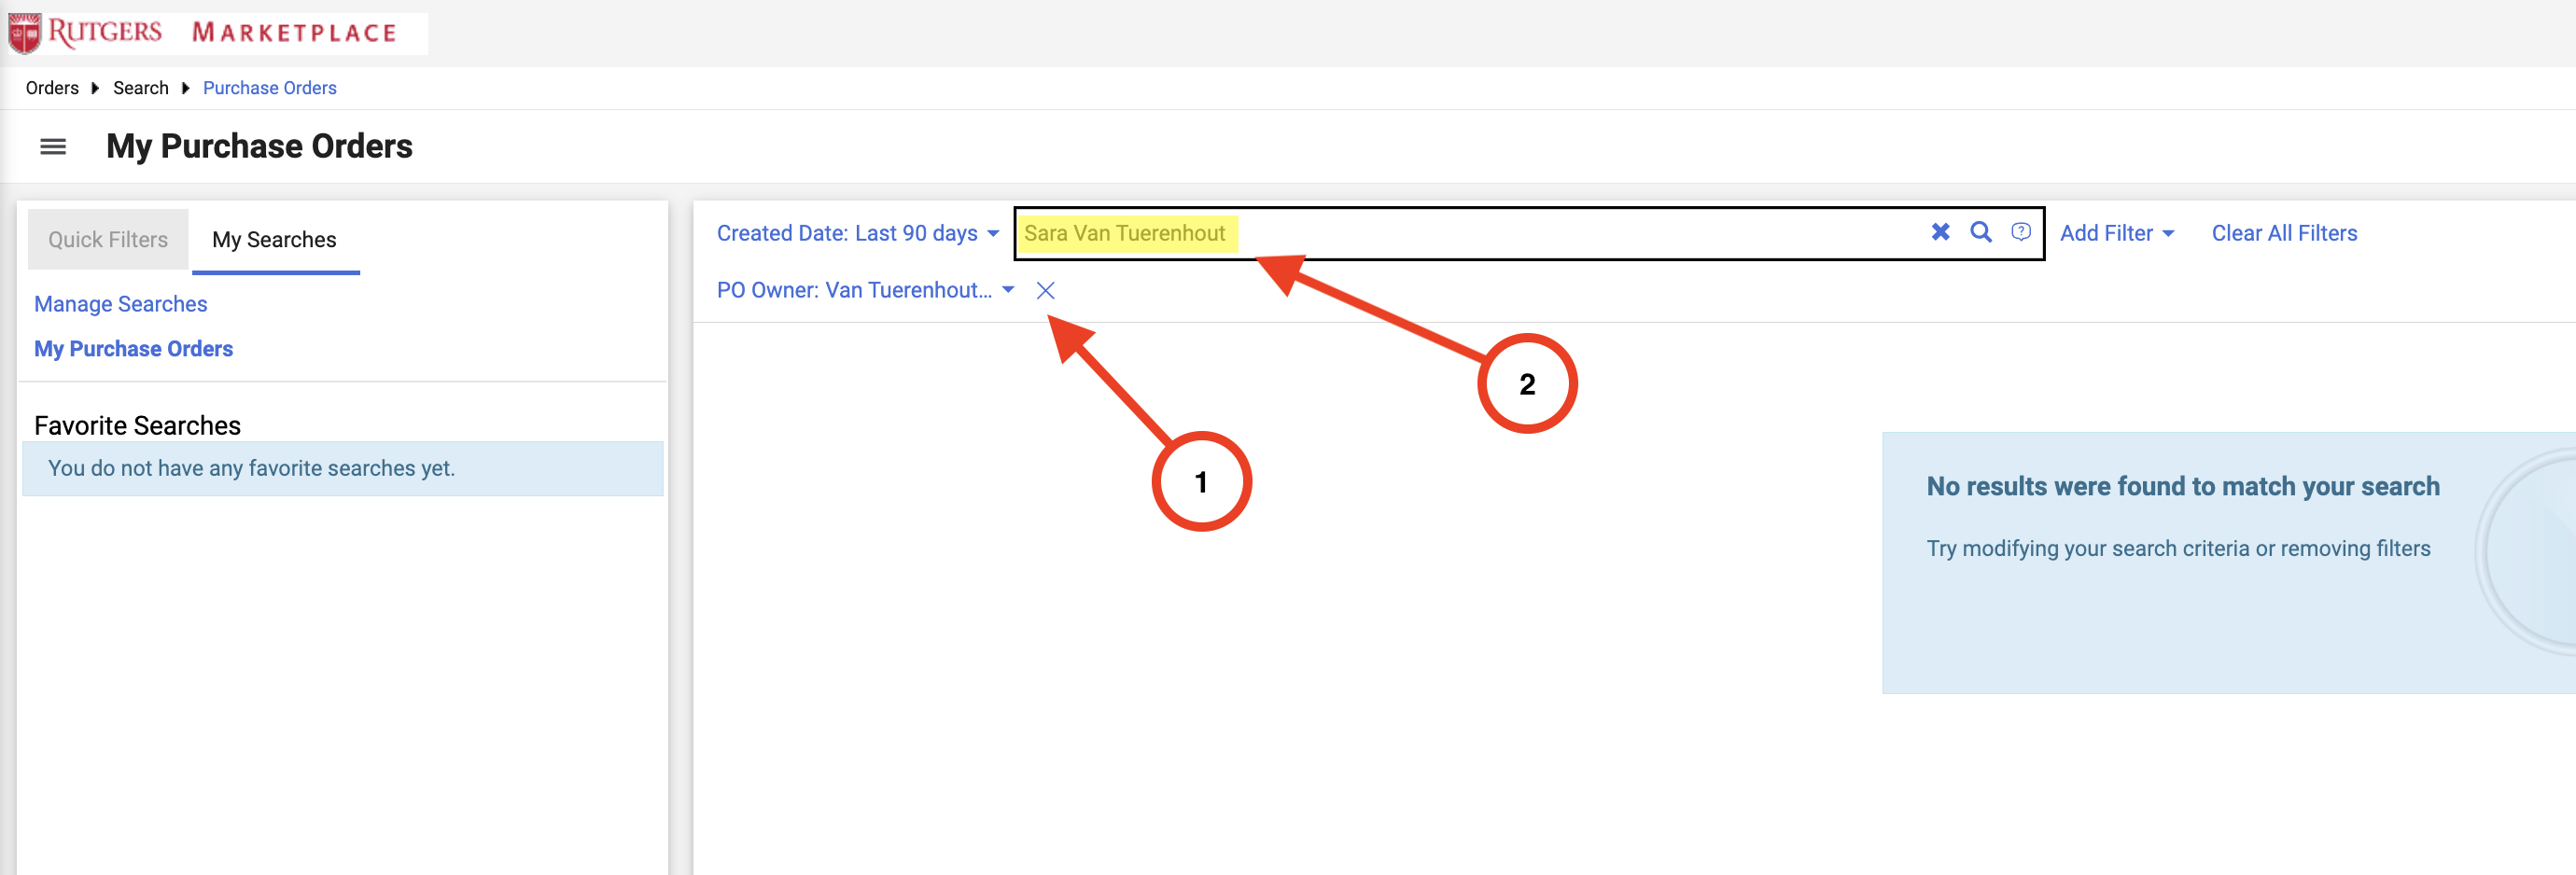 RUTGERS MARKETPLACE
Orders Search Purchase Orders
My Purchase Orders
Quick Filters My Searches
Manage Searches
My Purchase Orders
Favorite Searches
You do not have any favorite searches yet.
Created Date: Last 90 days Sara Van Tuerenhout Add Filter Clear All Filters
PO Owner: Van Tuerenhout...
2
1
No results were found to match your search
Try modifying your search criteria or removing filters